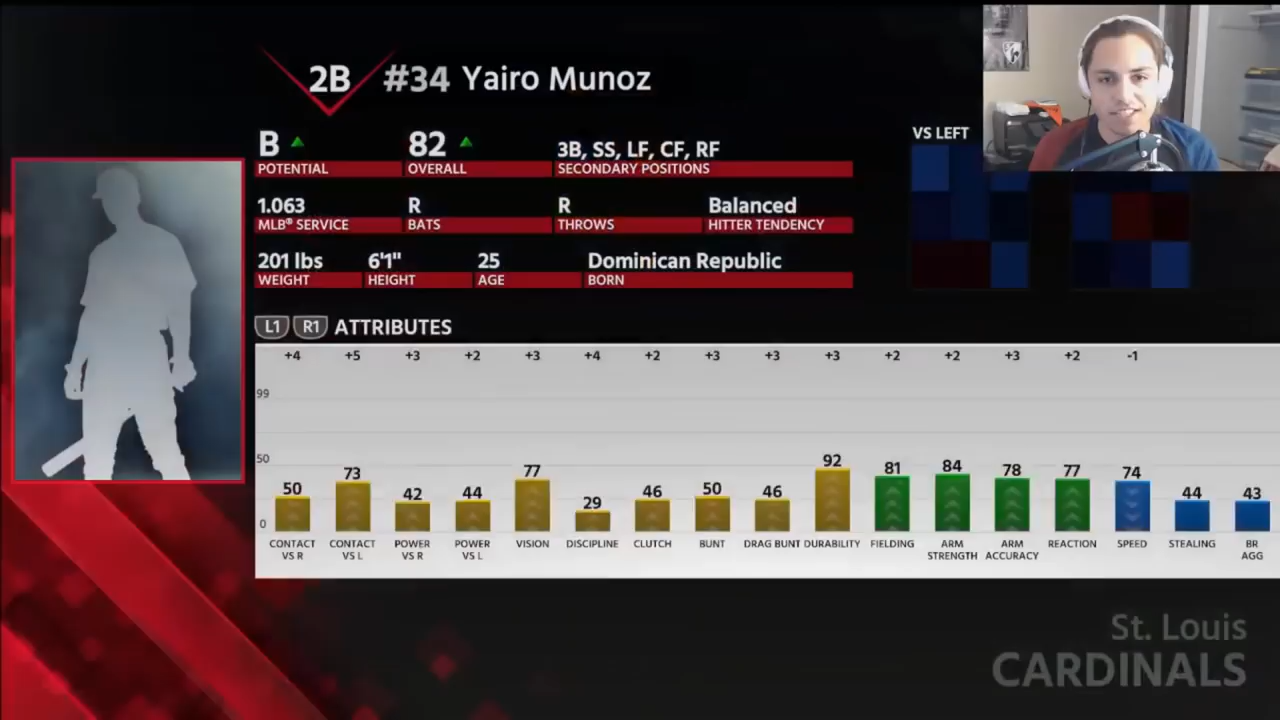 2B #34 Yairo Munoz
B 82 3B, SS, LF, CF, RF
POTENTIAL OVERALL SECONDARY POSITIONS
1.063 R R Balanced
MLB® SERVICE BATS THROWS HITTER TENDENCY
201 lbs 6'1" 25 Dominican Republic
WEIGHT HEIGHT AGE BORN
VS LEFT
L1 R1 ATTRIBUTES
+4 +5 +3 +2 +3 +4 +2 +3 +3 +3 +2 +2 +3 +2 -1
99
50
0
50 73 42 44 77 29 46 50 46 92 81 84 78 77 74 44 43
CONTACT VS R CONTACT VS L POWER VS R POWER VS L VISION DISCIPLINE CLUTCH BUNT DRAG BUNT DURABILITY FIELDING ARM STRENGTH ARM ACCURACY REACTION SPEED STEALING BR AGG
St. Louis
CARDINALS